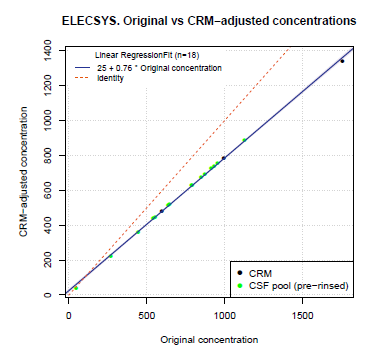 ELECSYS. Original vs CRM-adjusted concentrations
Linear RegressionFit (n=18)
25 + 0.76 * Original concentration
Identity
CRM-adjusted concentration
1400
1200
1000
800
600
400
200
0
CRM
CSF pool (pre-rinsed)
0 500 1000 1500
Original concentration